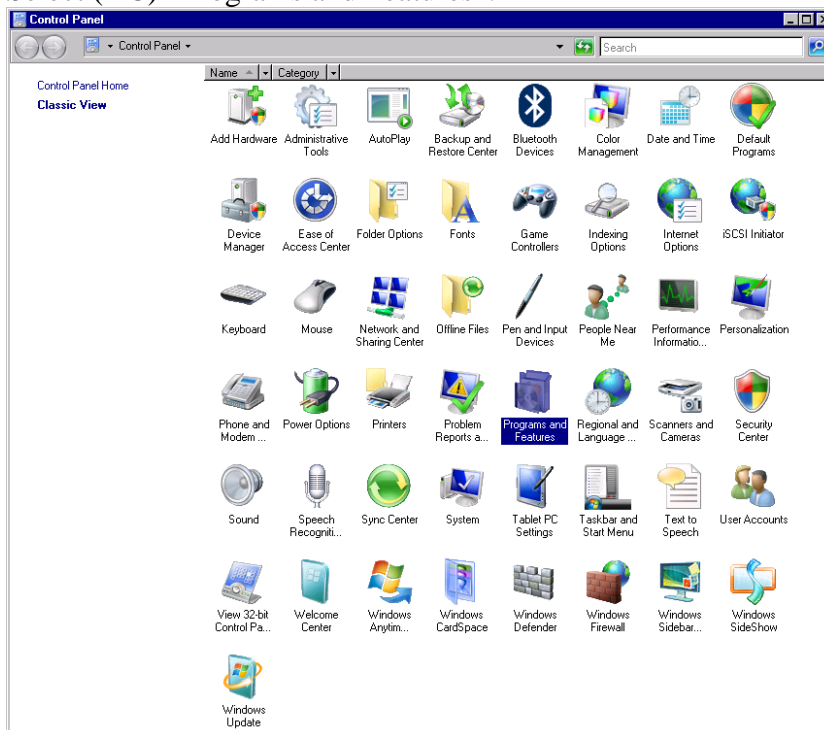 Control Panel
Control Panel
Search
Control Panel Home
Classic View
Name Category
Add Hardware Administrative Tools AutoPlay Backup and Restore Center Bluetooth Devices Color Management Date and Time Default Programs
Device Manager Ease of Access Center Folder Options Fonts Game Controllers Indexing Options Internet Options iSCSI Initiator
Keyboard Mouse Network and Sharing Center Offline Files Pen and Input Devices People Near Me Performance Informatio... Personalization
Phone and Modem ... Power Options Printers Problem Reports a... Programs and Features Regional and Language ... Scanners and Cameras Security Center
Sound Speech Recogniti... Sync Center System Tablet PC Settings Taskbar and Start Menu Text to Speech User Accounts
View 32-bit Control Pa... Welcome Center Windows Anytim... Windows CardSpace Windows Defender Windows Firewall Windows Sidebar... Windows SideShow
Windows Update